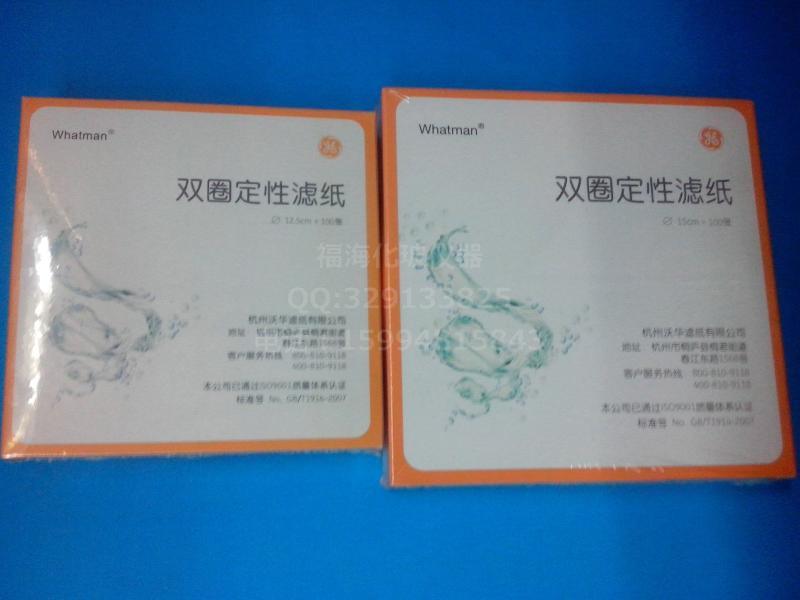 Whatman®
GE
双圈定性滤纸
∅ 12.5cm × 100张
杭州沃华滤纸有限公司
地址: 杭州市桐庐县桐君街道
春江东路1568号
客户服务热线: 800-810-9118
400-810-9118
本公司已通过ISO9001质量体系认证
标准号 No. GB/T1914-2007
Whatman®
GE
双圈定性滤纸
∅ 15cm × 100张
杭州沃华滤纸有限公司
地址: 杭州市桐庐县桐君街道
春江东路1568号
客户服务热线: 800-810-9118
400-810-9118
本公司已通过ISO9001质量体系认证
标准号 No. GB/T1914-2007
福海化玻仪器
QQ:329133825